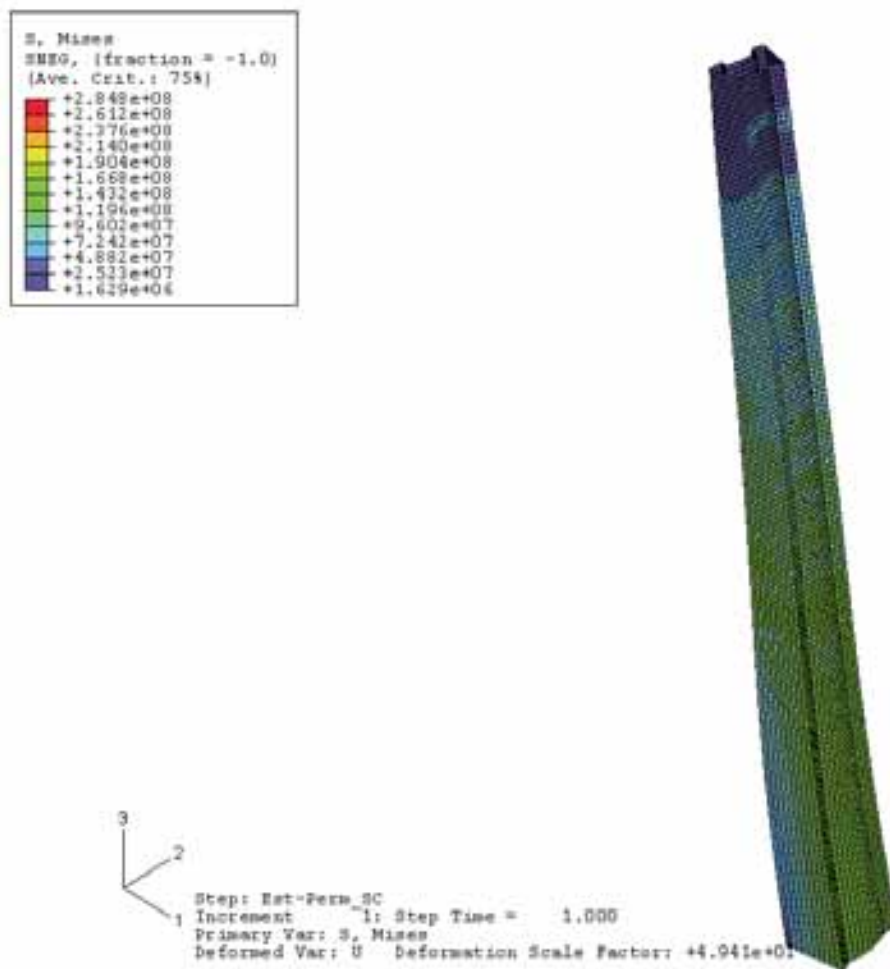 S, Mises
SNEG, (fraction = -1.0)
(Ave. Crit.: 75%)
+2.848e+08
+2.612e+08
+2.376e+08
+2.140e+08
+1.904e+08
+1.668e+08
+1.432e+08
+1.196e+08
+9.602e+07
+7.242e+07
+4.882e+07
+2.523e+07
+1.629e+06
3
2
1
Step: Est-Perm_SC
Increment 1: Step Time = 1.000
Primary Var: S, Mises
Deformed Var: U Deformation Scale Factor: +4.941e+01